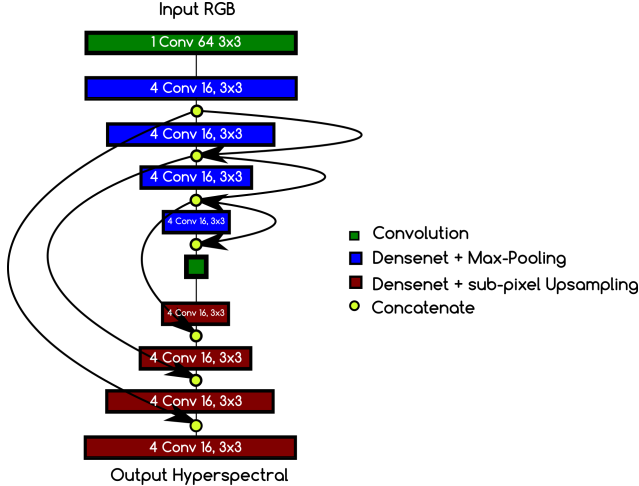 Input RGB
1 Conv 64 3x3
4 Conv 16, 3x3
4 Conv 16, 3x3
4 Conv 16, 3x3
4 Conv 16, 3x3
4 Conv 16, 3x3
4 Conv 16, 3x3
4 Conv 16, 3x3
4 Conv 16, 3x3
Output Hyperspectral
Convolution
Densenet + Max-Pooling
Densenet + sub-pixel Upsampling
Concatenate